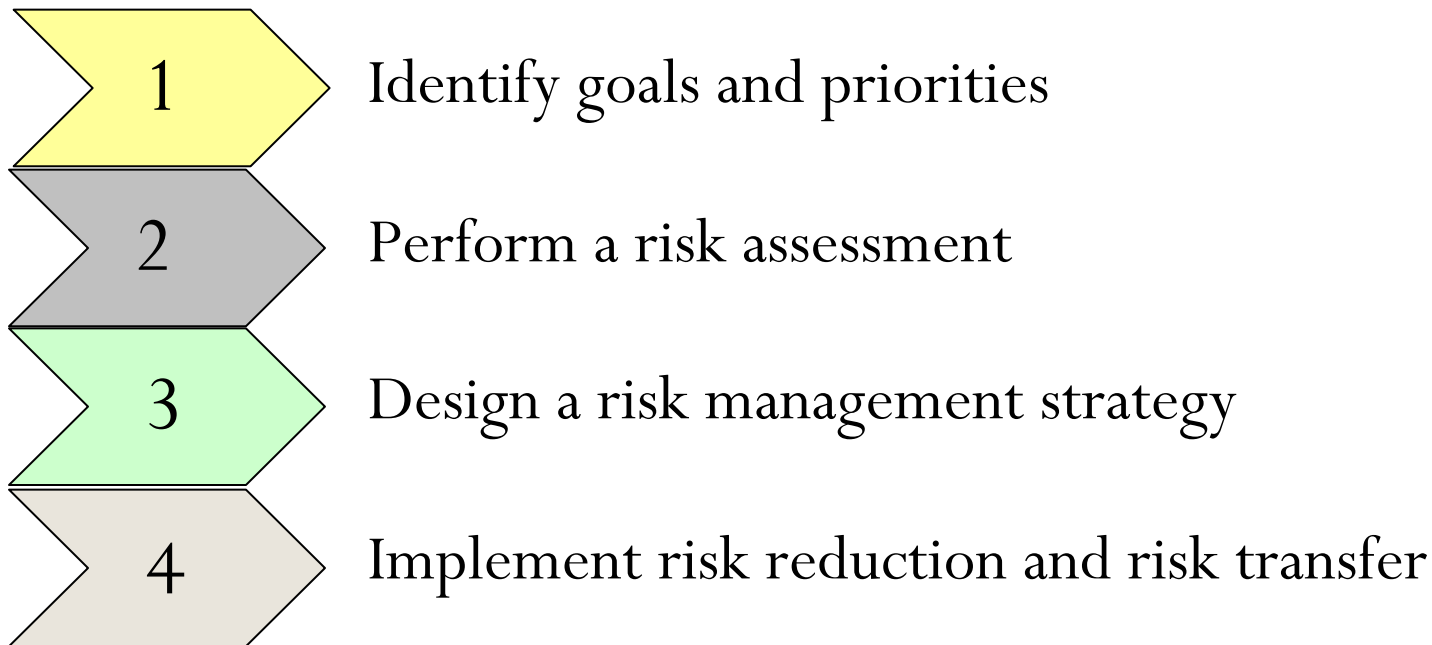 1 Identify goals and priorities
2 Perform a risk assessment
3 Design a risk management strategy
4 Implement risk reduction and risk transfer